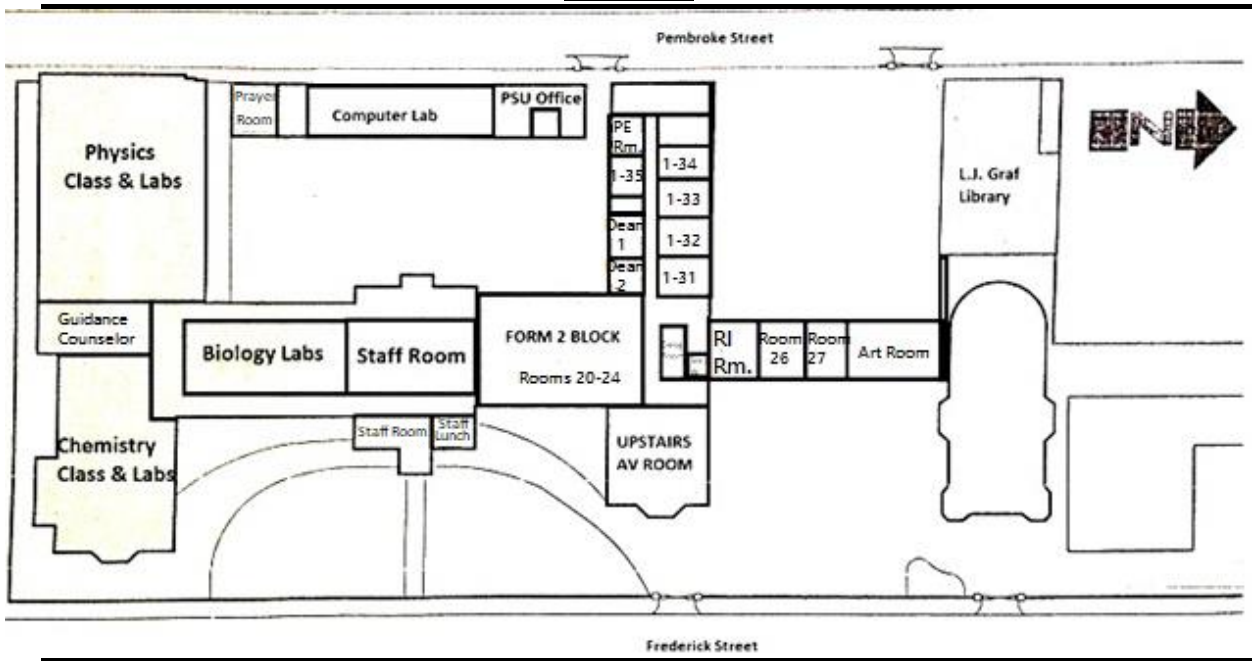 Pembroke Street
Prayer
Room
Computer Lab
PSU Office
PE
Rm.
1-35
Dean
1
Dean
2
1-34
1-33
1-32
1-31
Physics
Class & Labs
L.J. Graf
Library
N
Guidance
Counselor
Biology Labs
Staff Room
FORM 2 BLOCK
Rooms 20-24
RI
Rm.
Room
26
Room
27
Art Room
Chemistry
Class & Labs
Staff Room
Staff
Lunch
UPSTAIRS
AV ROOM
Frederick Street